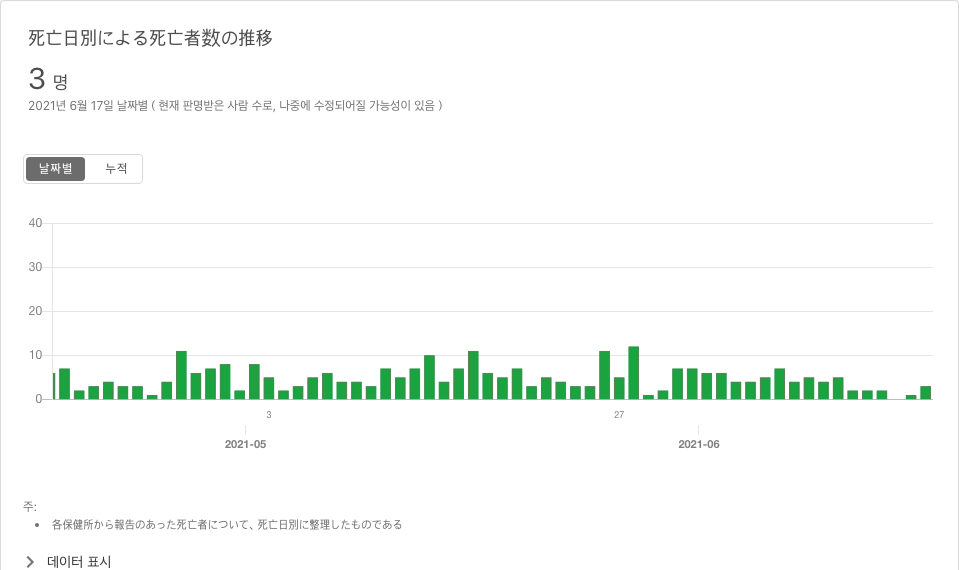 死亡日別による死亡者数の推移
3 명
2021년 6월 17일 날짜별 ( 현재 판명받은 사람 수로, 나중에 수정되어질 가능성이 있음 )
날짜별 누적
40
30
20
10
0
3 27
2021-05 2021-06
주:
• 各保健所から報告のあった死亡者について、死亡日別に整理したものである
데이터 표시